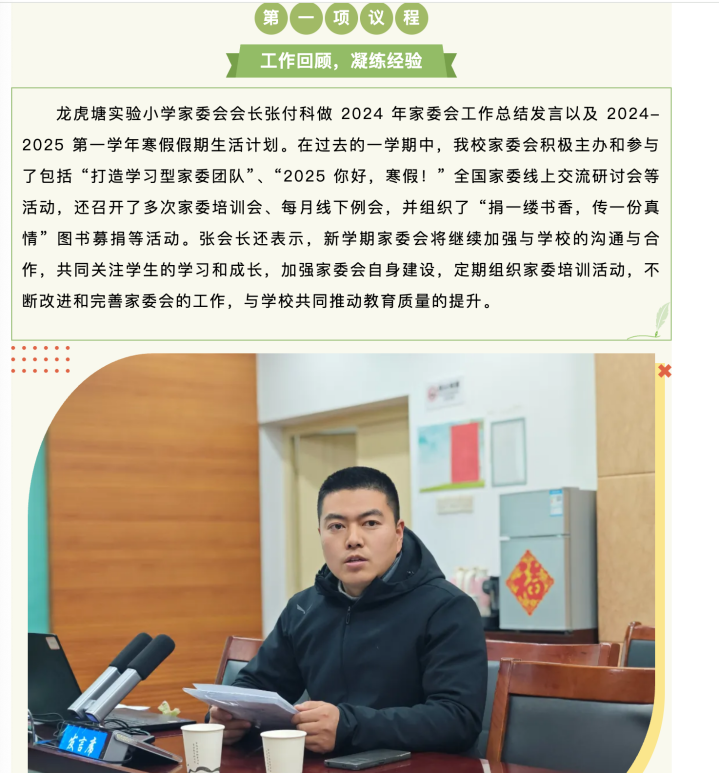 第一项议程
工作回顾，凝练经验
龙虎塘实验小学家委会会长张付科做 2024 年家委会工作总结发言以及 2024-
2025 第一学年寒假假期生活计划。在过去的一学期中，我校家委会积极主办和参与
了包括“打造学习型家委团队”、“2025 你好，寒假！”全国家委线上交流研讨会等
活动，还召开了多次家委培训会、每月线下例会，并组织了“捐一缕书香，传一份真
情”图书募捐等活动。张会长还表示，新学期家委会将继续加强与学校的沟通与合
作，共同关注学生的学习和成长，加强家委会自身建设，定期组织家委培训活动，不
断改进和完善家委会的工作，与学校共同推动教育质量的提升。
福
发言席